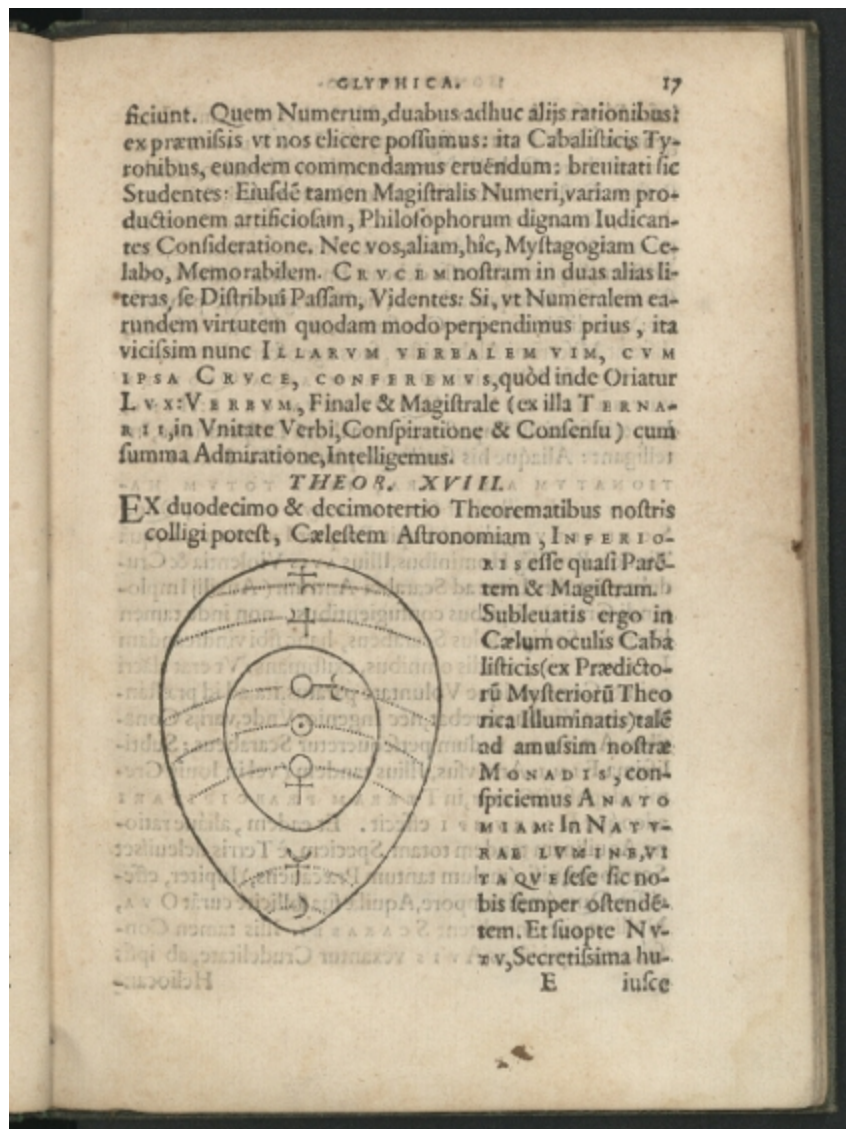 GLYPHICA. 17
ficiunt. Quem Numerum, duabus adhuc alijs rationibus:
ex præmiſsis vt nos elicere poſſumus: ita Cabaliſticis Ty-
ronibus, eundem commendamus eruēndum: breuitati ſic
Studentes: Eiuſdē tamen Magiſtralis Numeri, variam pro-
ductionem artificioſam, Philoſophorum dignam Iudican-
tes Conſideratione. Nec vos, aliam, hîc, Myſtagogiam Ce-
labo, Memorabilem. CRVCEM noſtram in duas alias li-
teras, ſe Diſtribui Paſſam, Videntes: Si, vt Numeralem ea-
rundem virtutem quodam modo perpendimus prius, ita
viciſsim nunc ILLARVM VERBALEM VIM, CVM
IPSA CRVCE, CONFEREMVS, quòd inde Oriatur
LVX: VERBVM, Finale & Magiſtrale (ex illa TERNA-
RII, in Vnitate Verbi, Conſpiratione & Conſenſu) cum
ſumma Admiratione, Intelligemus.
THEOR. XVIII.
EX duodecimo & decimotertio Theorematibus noſtris
colligi poteſt, Cæleſtem Aſtronomiam, INFERIO-
RIS eſſe quaſi Parē-
tem & Magiſtram.
Subleuatis ergo in
Cælum oculis Caba
liſticis (ex Prædicto-
rū Myſteriorū Theo
rica Illuminatis) talē
ad amuſsim noſtræ
MONADIS, con-
ſpiciemus ANATO
MIAM: In NATV-
RAE LVMINE, VI
TAQVE ſeſe ſic no-
bis ſemper oſtendē-
tem. Et ſuopte NV-
TV, Secretiſsima hu-
E iuſce